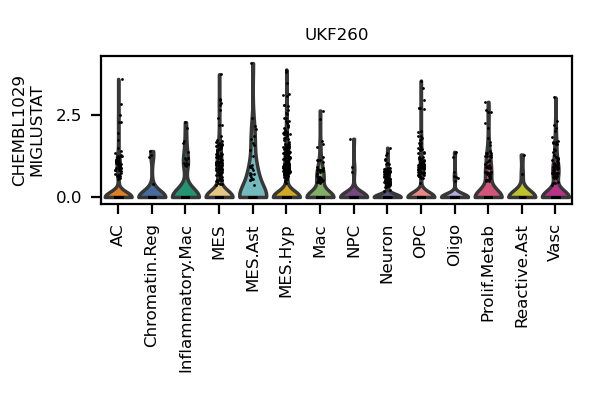 UKF260
CHEMBL1029
MIGLUSTAT
2.5
0.0
AC
Chromatin.Reg
Inflammatory.Mac
MES
MES.Ast
MES.Hyp
Mac
NPC
Neuron
OPC
Oligo
Prolif.Metab
Reactive.Ast
Vasc